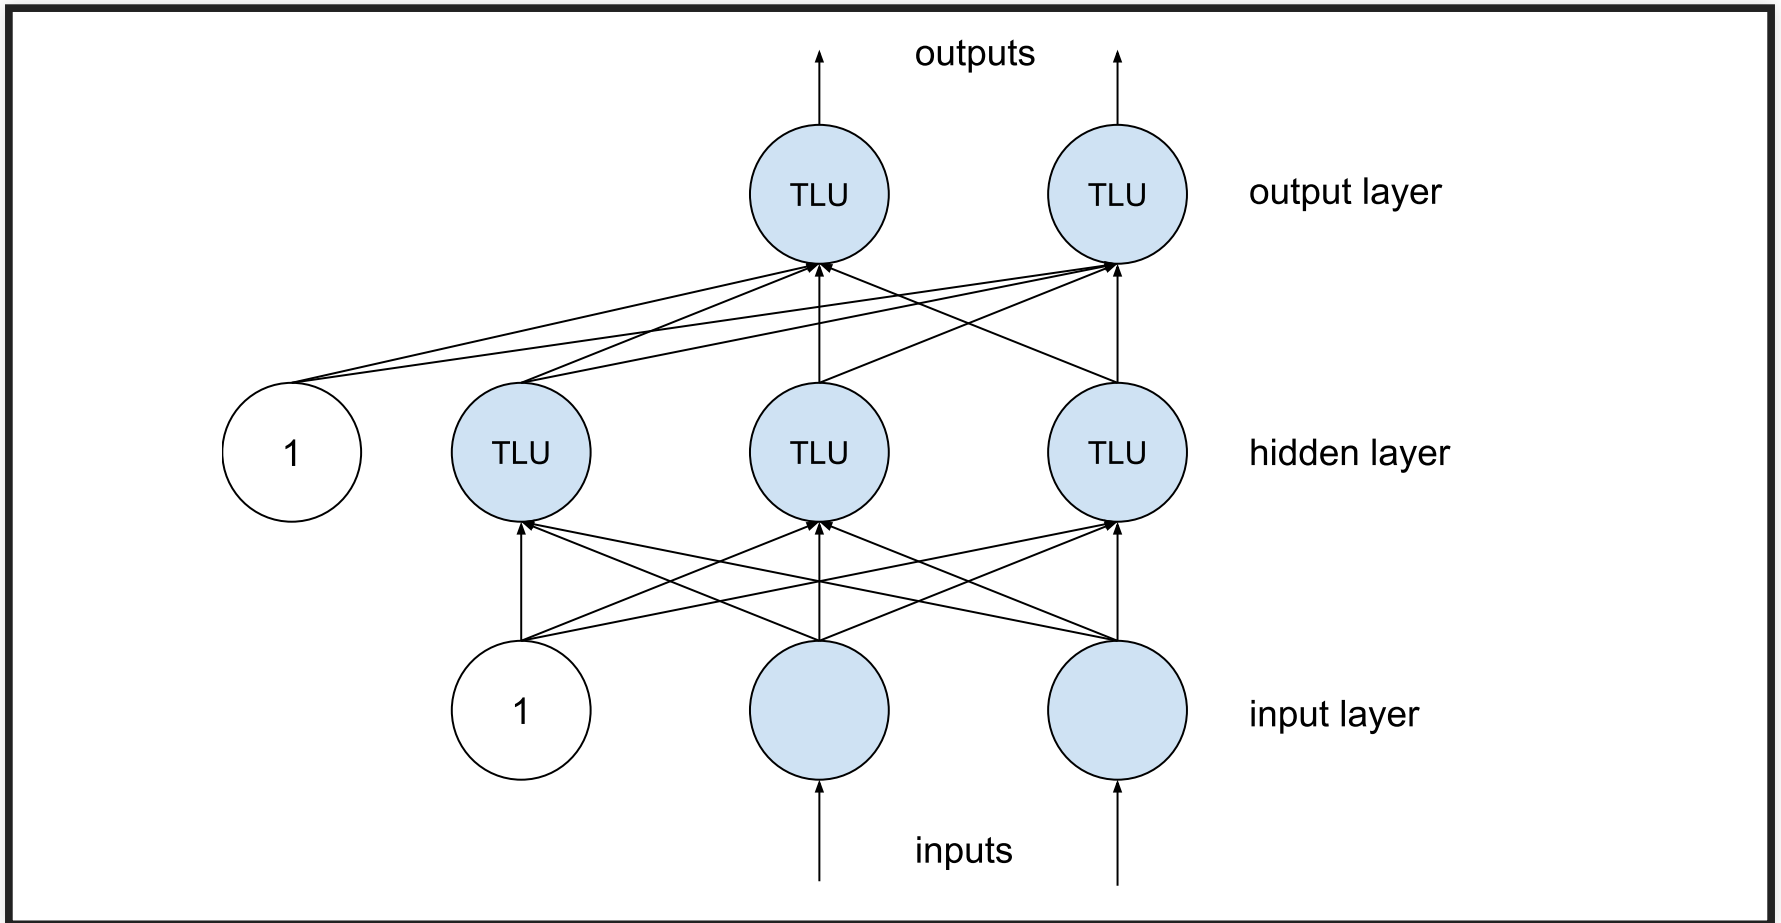 outputs
TLU TLU output layer
1 TLU TLU TLU hidden layer
1 input layer
inputs